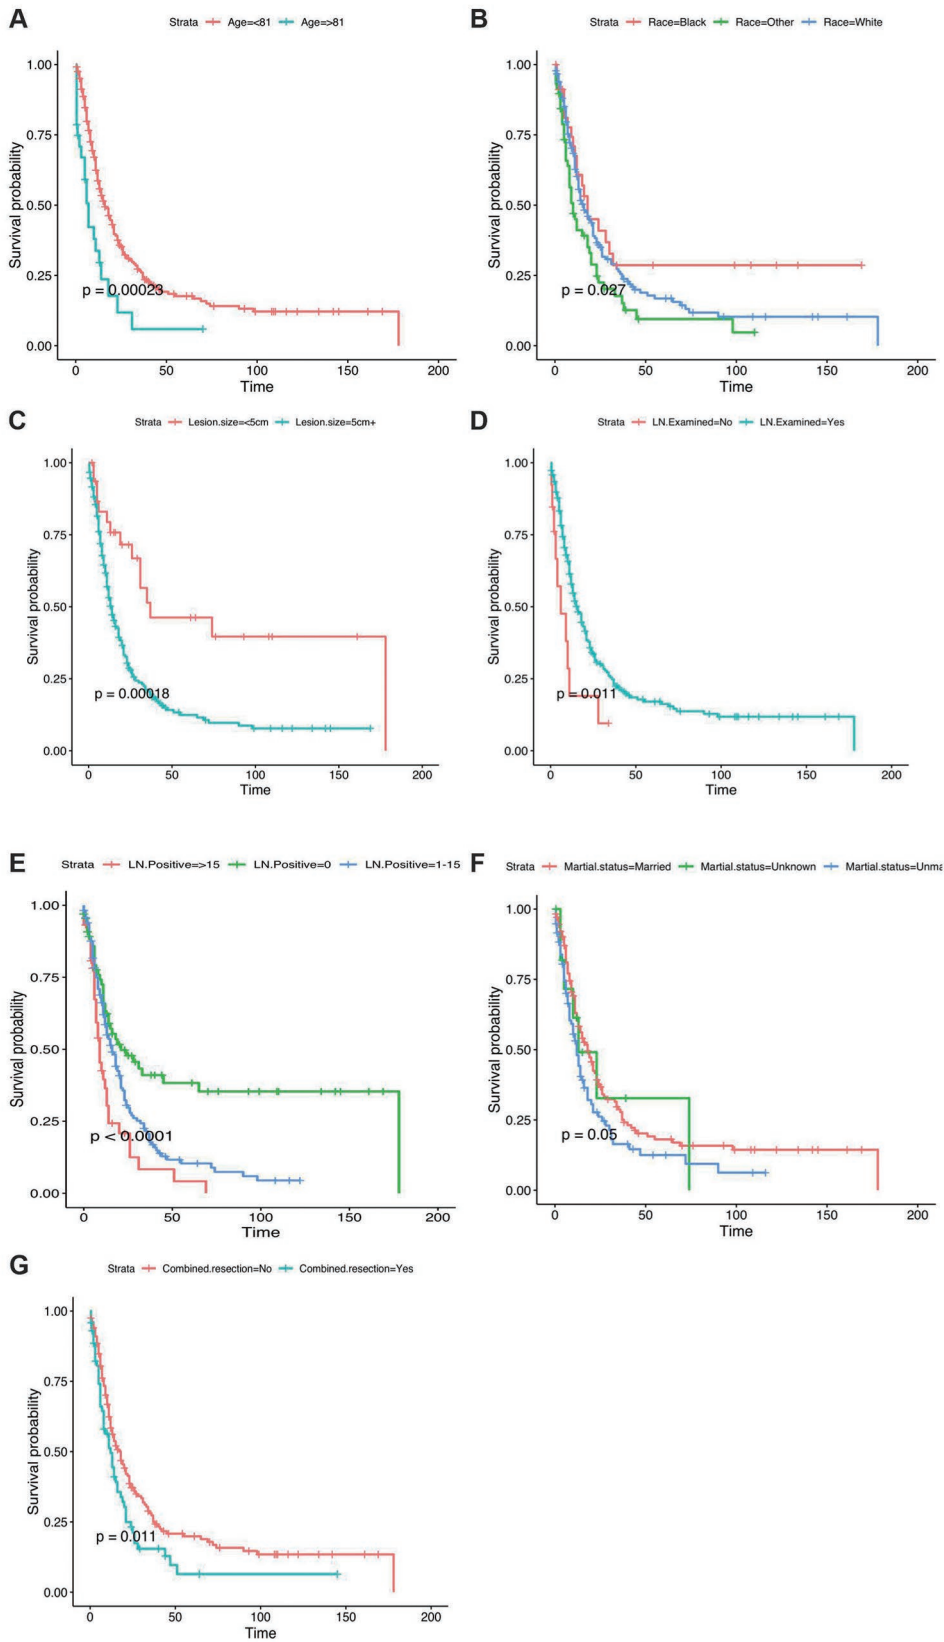 A
Strata Age=<81 Age=>81
1.00
0.75
0.50
0.25
0.00
Survival probability
p = 0.00023
0 50 100 150 200
Time
B
Strata Race=Black Race=Other Race=White
1.00
0.75
0.50
0.25
0.00
Survival probability
p = 0.027
0 50 100 150 200
Time
C
Strata Lesion.size=<5cm Lesion.size=5cm+
1.00
0.75
0.50
0.25
0.00
Survival probability
p = 0.00018
0 50 100 150 200
Time
D
Strata LN.Examined=No LN.Examined=Yes
1.00
0.75
0.50
0.25
0.00
Survival probability
p = 0.011
0 50 100 150 200
Time
E
Strata LN.Positive=>15 LN.Positive=0 LN.Positive=1-15
1.00
0.75
0.50
0.25
0.00
Survival probability
p < 0.0001
0 50 100 150 200
Time
F
Strata Martial.status=Married Martial.status=Unknown Martial.status=Unma
1.00
0.75
0.50
0.25
0.00
Survival probability
p = 0.05
0 50 100 150 200
Time
G
Strata Combined.resection=No Combined.resection=Yes
1.00
0.75
0.50
0.25
0.00
Survival probability
p = 0.011
0 50 100 150 200
Time